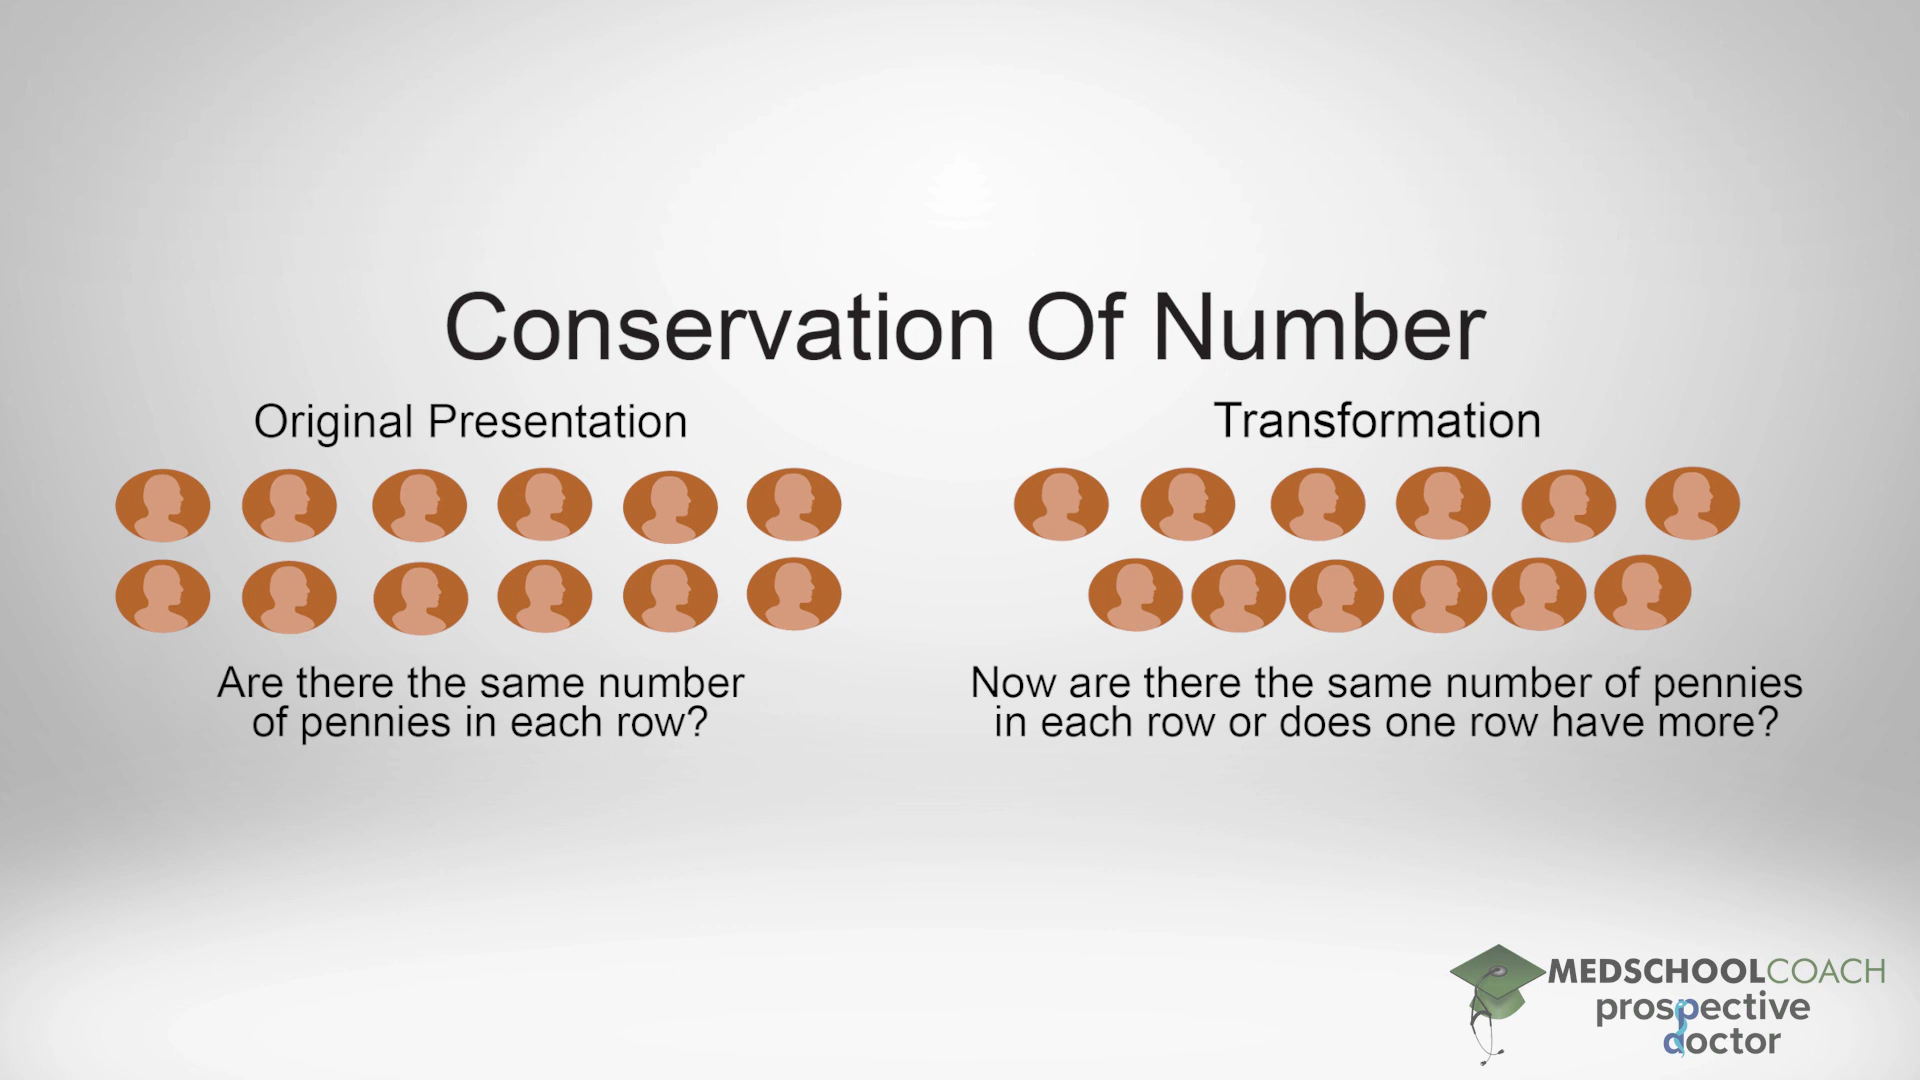 Conservation Of Number
Original Presentation
Are there the same number
of pennies in each row?
Transformation
Now are there the same number of pennies
in each row or does one row have more?
MEDSCHOOLCOACH
prospective
doctor